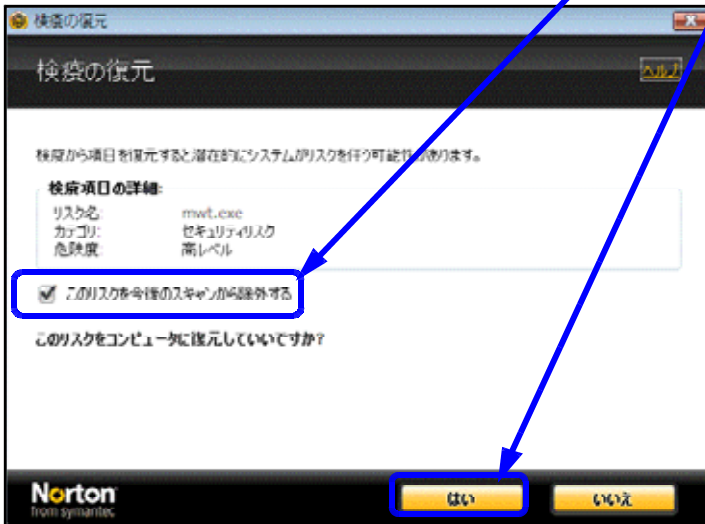 検疫の復元
検疫の復元
ヘルプ
検疫から項目を復元すると潜在的にシステムがリスクを伴う可能性があります。
検疫項目の詳細:
リスク名: mwt.exe
カテゴリ: セキュリティリスク
危険度: 高レベル
このリスクを今後のスキャンから除外する
このリスクをコンピュータに復元していいですか?
Norton
from symantec
はい
いいえ